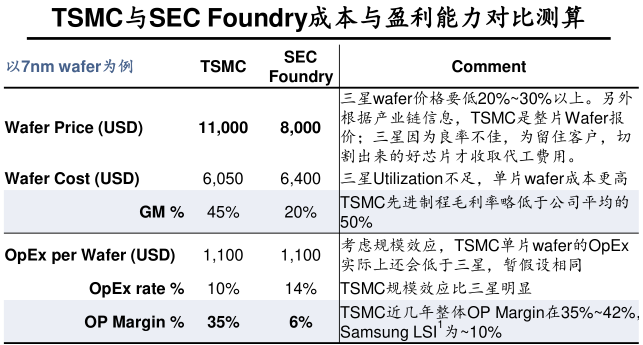 TSMC与SEC Foundry成本与盈利能力对比测算
以7nm wafer为例 TSMC SEC Foundry Comment
Wafer Price (USD) 11,000 8,000 三星wafer价格要低20%~30%以上。另外
根据产业链信息，TSMC是整片Wafer报
价；三星因为良率不佳，为留住客户，切
割出来的好芯片才收取代工费用。
Wafer Cost (USD) 6,050 6,400 三星Utilization不足，单片wafer成本更高
GM % 45% 20% TSMC先进制程毛利率略低于公司平均的
50%
OpEx per Wafer (USD) 1,100 1,100 考虑规模效应，TSMC单片wafer的OpEx
实际上还会低于三星，暂假设相同
OpEx rate % 10% 14% TSMC规模效应比三星明显
OP Margin % 35% 6% TSMC近几年整体OP Margin在35%~42%,
Samsung LSI¹为~10%